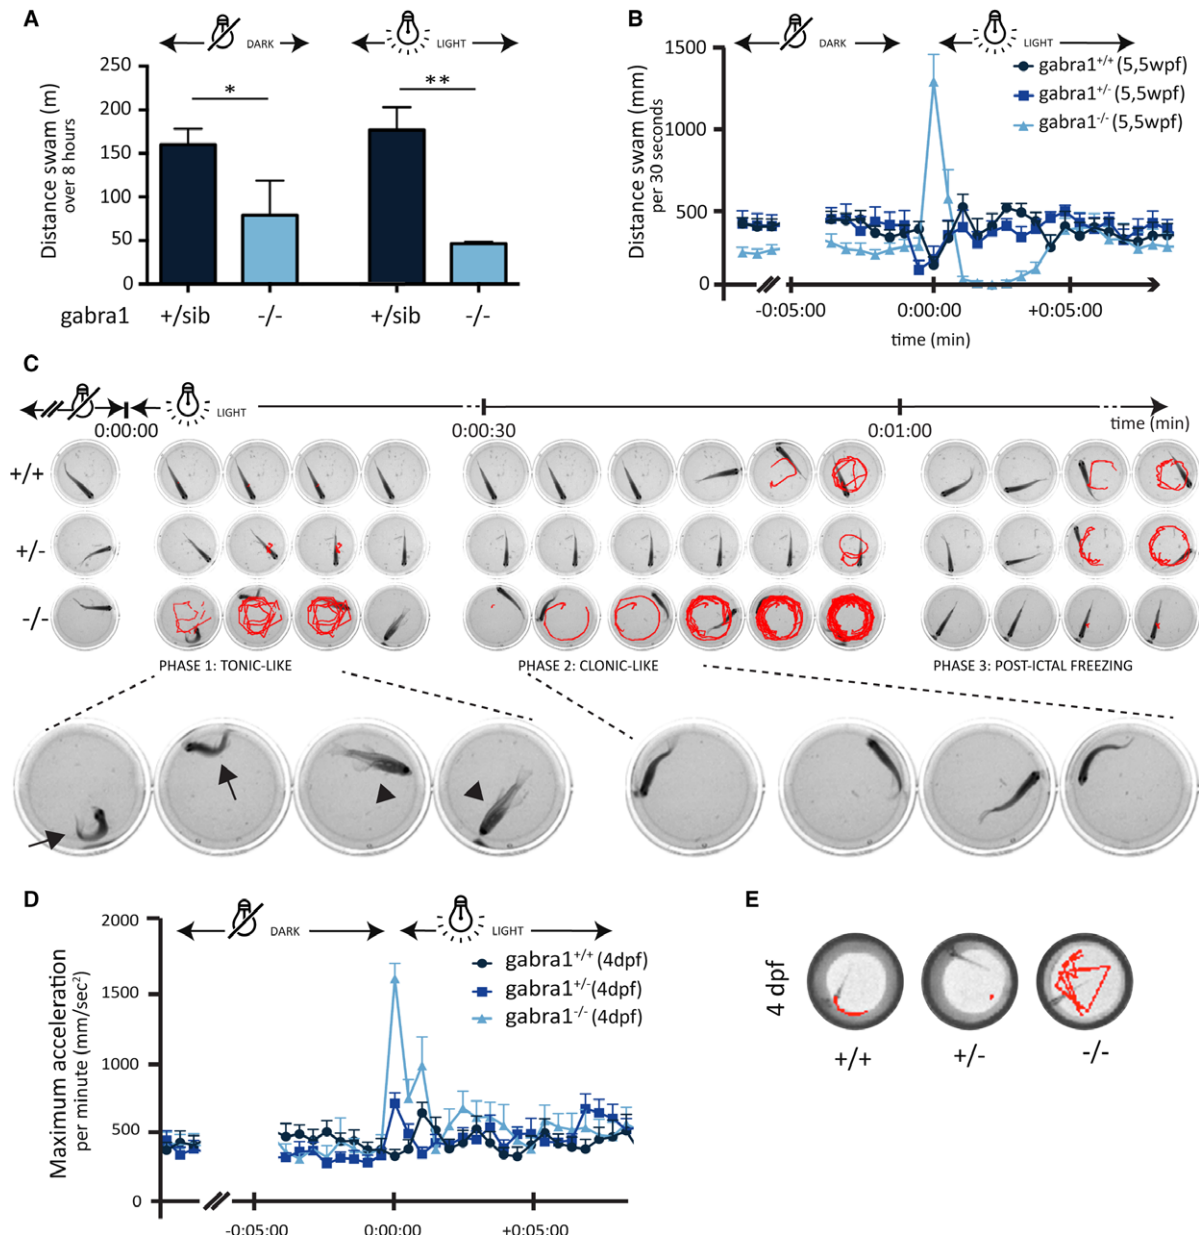 A
DARK
LIGHT
250
200
150
100
50
0
Distance swam (m)
over 8 hours
*
**
gabra1
+/sib
-/-
+/sib
-/-
B
DARK
LIGHT
1500
1000
500
0
Distance swam (mm)
per 30 seconds
gabra1+/+ (5,5wpf)
gabra1+/- (5,5wpf)
gabra1-/- (5,5wpf)
-0:05:00
0:00:00
+0:05:00
time (min)
C
LIGHT
0:00:00
0:00:30
0:01:00
time (min)
+/+
+/-
-/-
PHASE 1: TONIC-LIKE
PHASE 2: CLONIC-LIKE
PHASE 3: POST-ICTAL FREEZING
D
DARK
LIGHT
2000
1500
1000
500
0
Maximum acceleration
per minute (mm/sec2)
gabra1+/+ (4dpf)
gabra1+/- (4dpf)
gabra1-/- (4dpf)
-0:05:00
0:00:00
+0:05:00
E
4 dpf
+/+
+/-
-/-